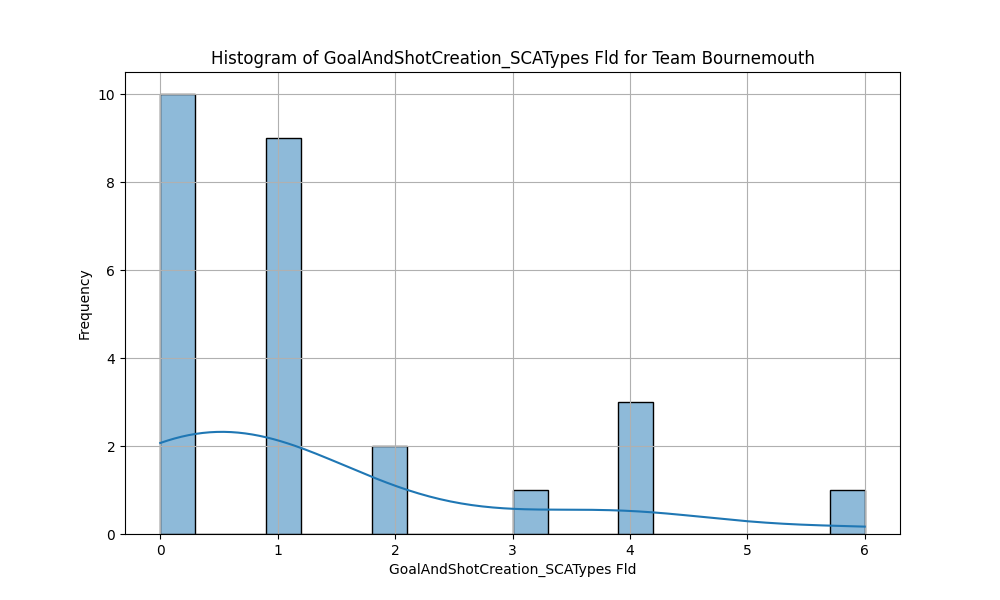 Histogram of GoalAndShotCreation_SCATypes Fld for Team Bournemouth
10
8
6
4
2
0
Frequency
0 1 2 3 4 5 6
GoalAndShotCreation_SCATypes Fld